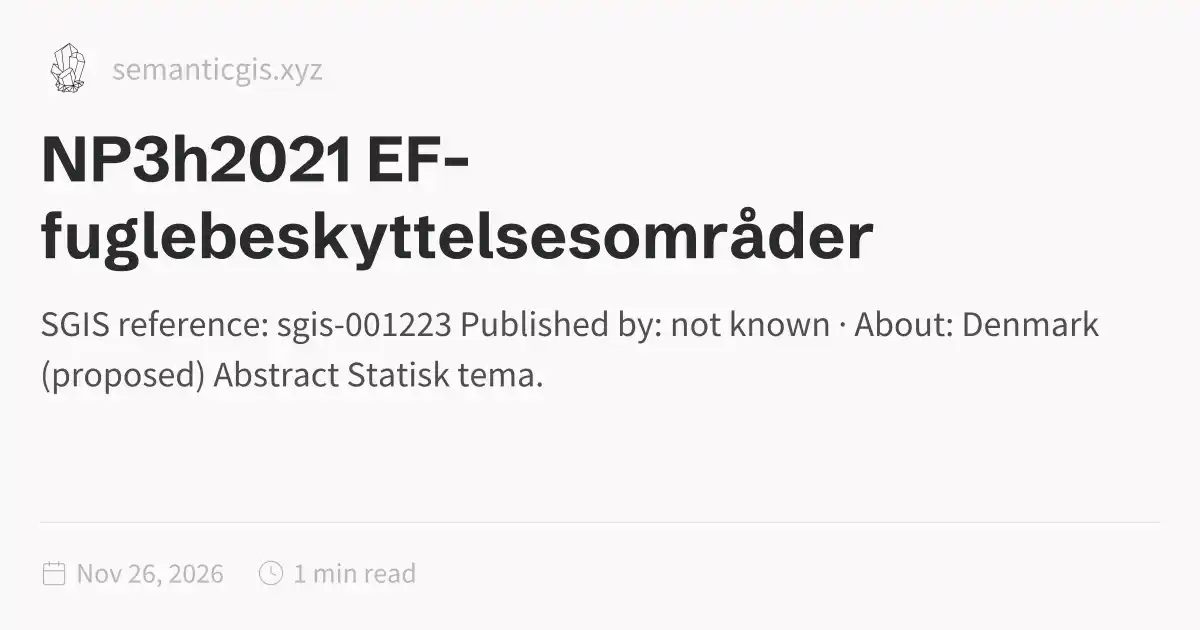 semanticgis.xyz
NP3h2021 EF-
fuglebeskyttelsesområder
SGIS reference: sgis-001223 Published by: not known · About: Denmark
(proposed) Abstract Statisk tema.
Nov 26, 2026 1 min read